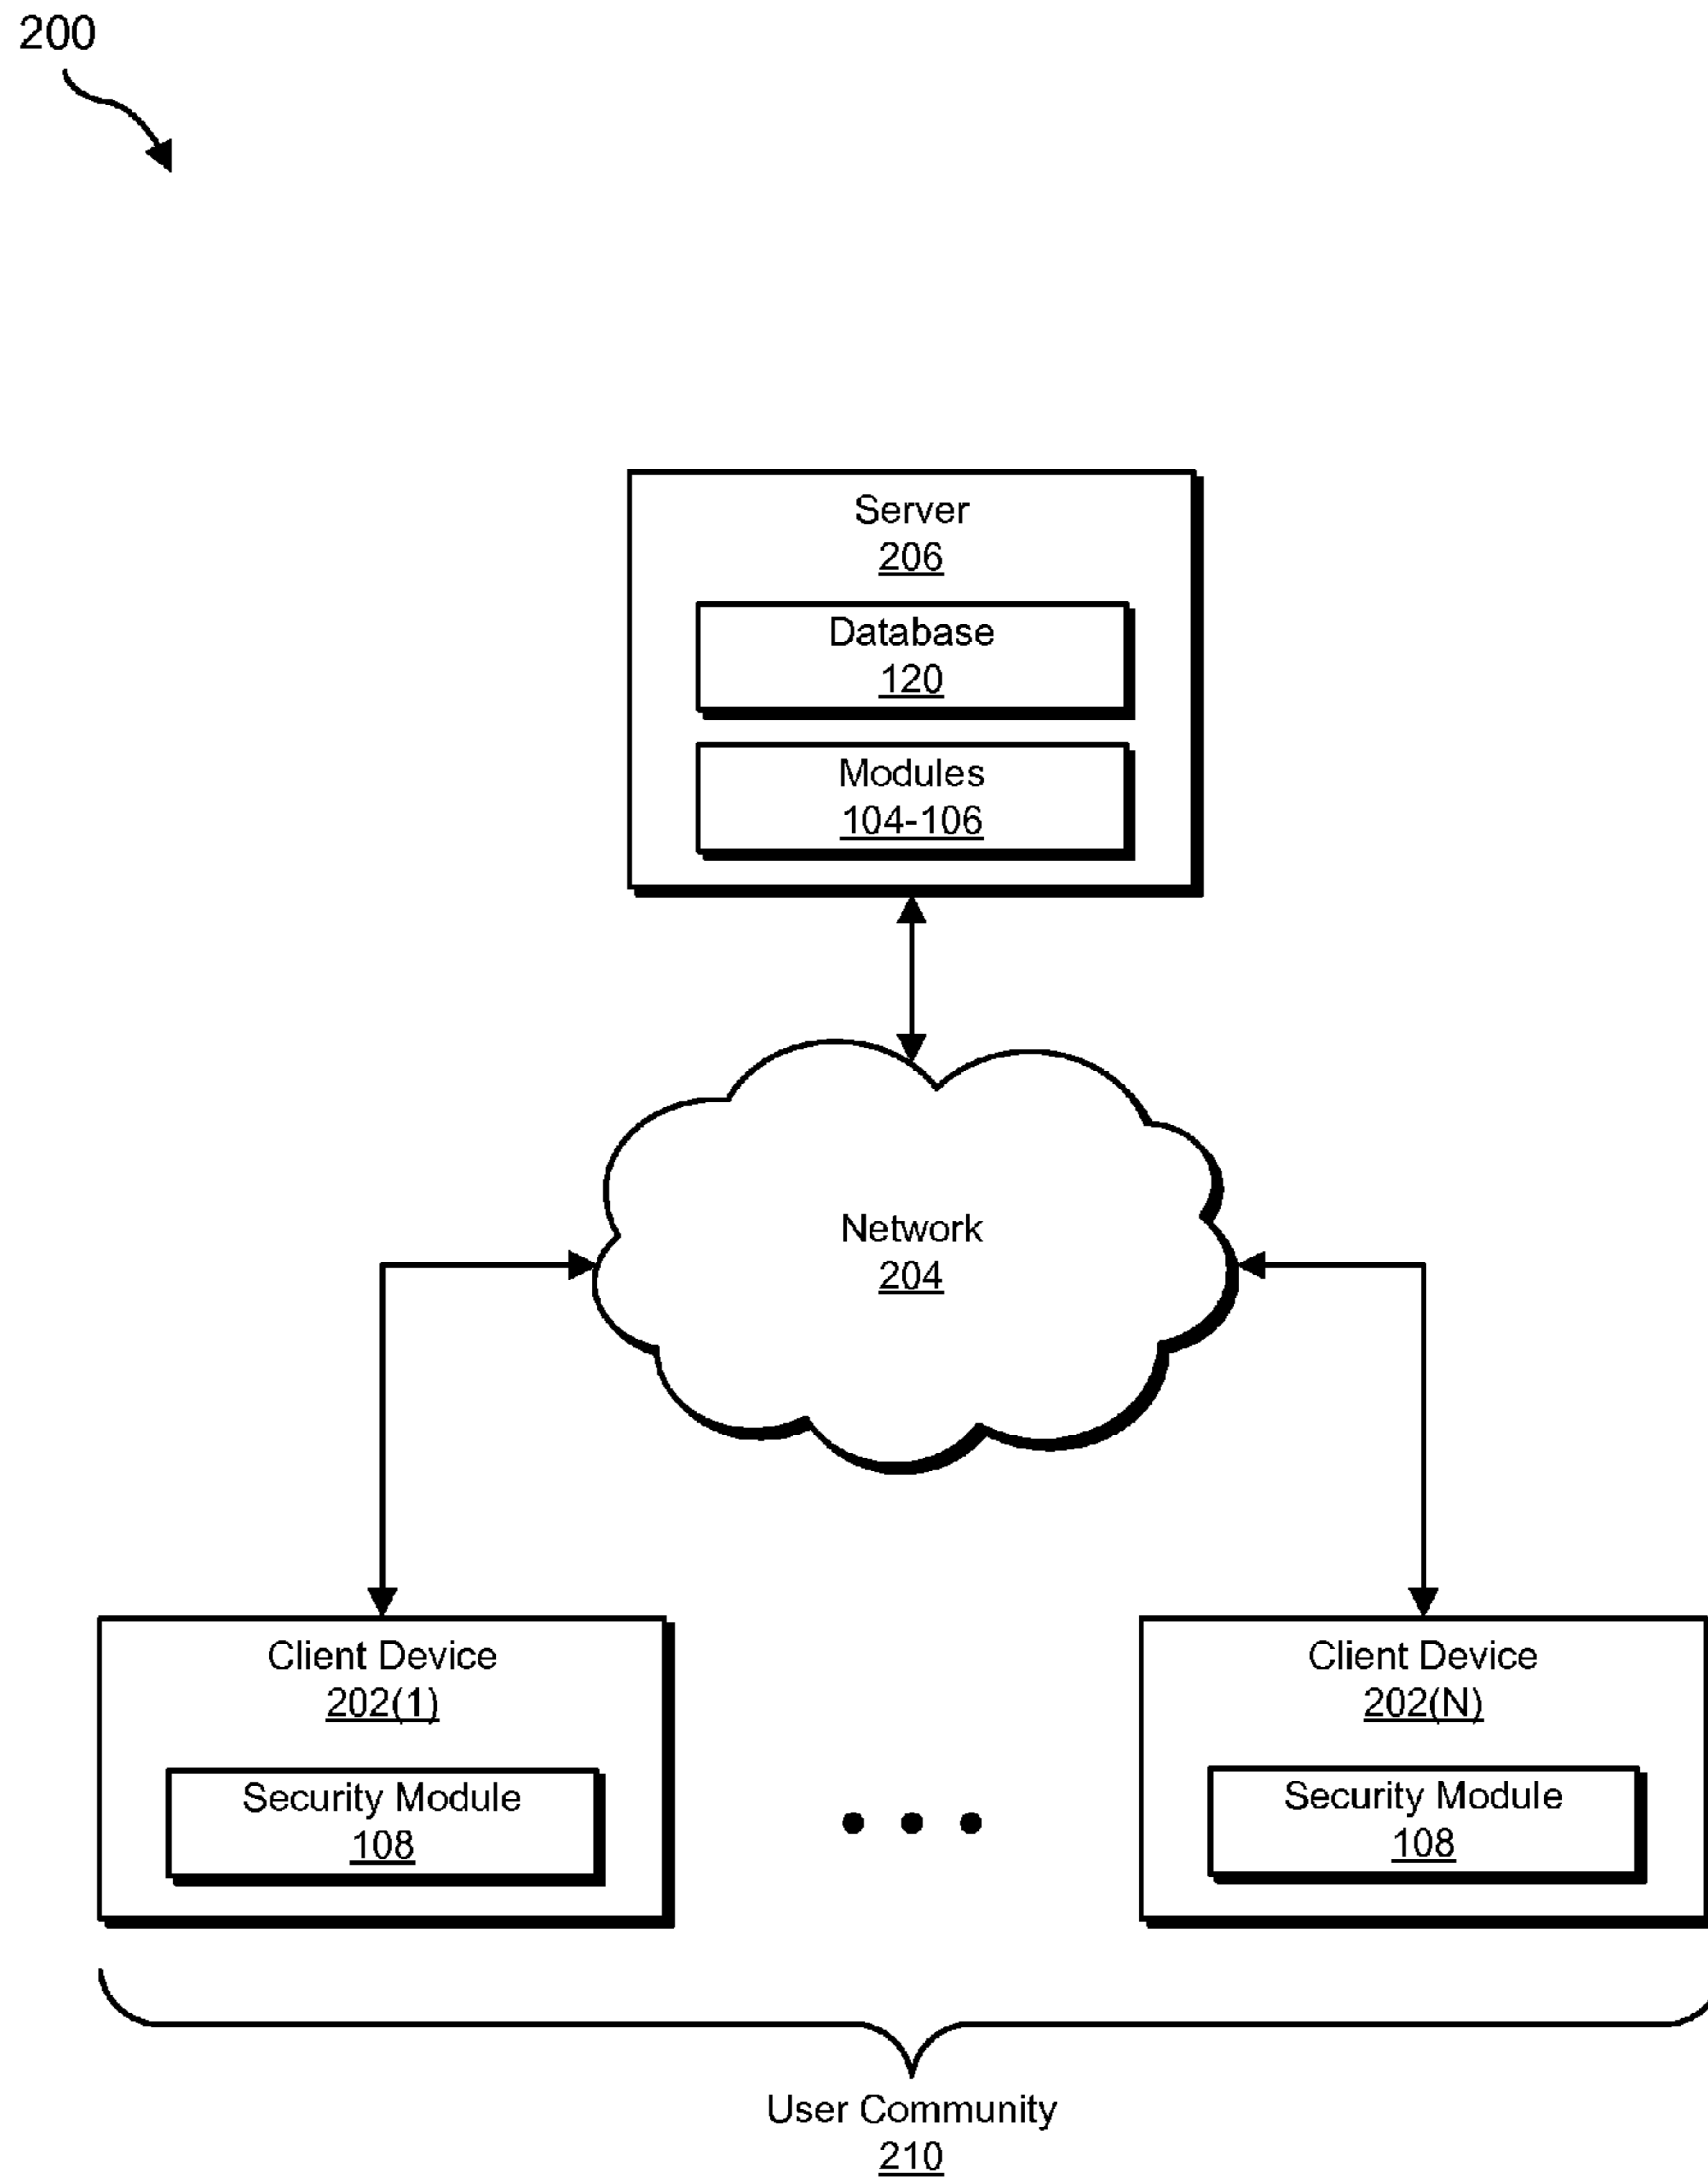 200
Server
206
Database
120
Modules
104-106
Network
204
Client Device
202(1)
Security Module
108
Client Device
202(N)
Security Module
108
User Community
210